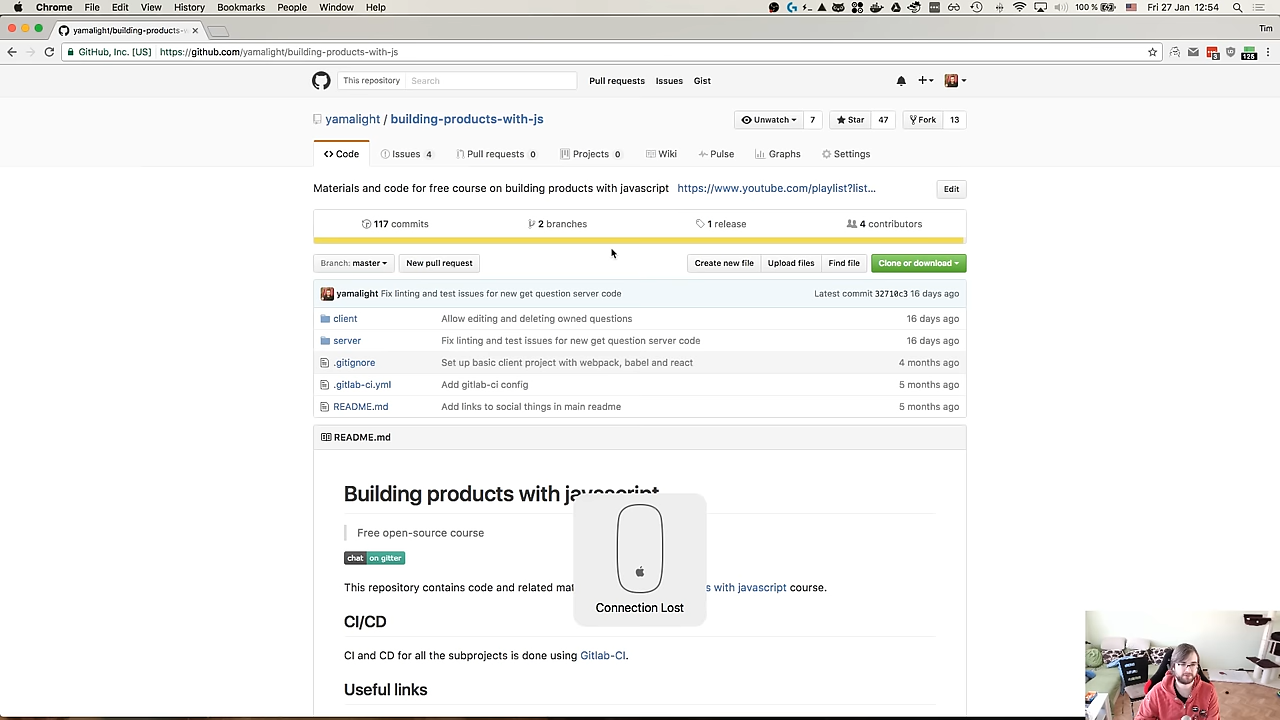 Chrome File Edit View History Bookmarks People Window Help 100 % Fri 27 Jan 12:54
yamalight/building-products-w Tim
GitHub, Inc. [US] https://github.com/yamalight/building-products-with-js 3 125
This repository Search Pull requests Issues Gist
yamalight / building-products-with-js Unwatch 7 Star 47 Fork 13
Code Issues 4 Pull requests 0 Projects 0 Wiki Pulse Graphs Settings
Materials and code for free course on building products with javascript https://www.youtube.com/playlist?list... Edit
117 commits 2 branches 1 release 4 contributors
Branch: master New pull request Create new file Upload files Find file Clone or download
yamalight Fix linting and test issues for new get question server code Latest commit 32710c3 16 days ago
client Allow editing and deleting owned questions 16 days ago
server Fix linting and test issues for new get question server code 16 days ago
.gitignore Set up basic client project with webpack, babel and react 4 months ago
.gitlab-ci.yml Add gitlab-ci config 5 months ago
README.md Add links to social things in main readme 5 months ago
README.md
Building products with javascript
Free open-source course
chat on gitter
This repository contains code and related mat s with javascript course.
Connection Lost
CI/CD
CI and CD for all the subprojects is done using Gitlab-CI.
Useful links